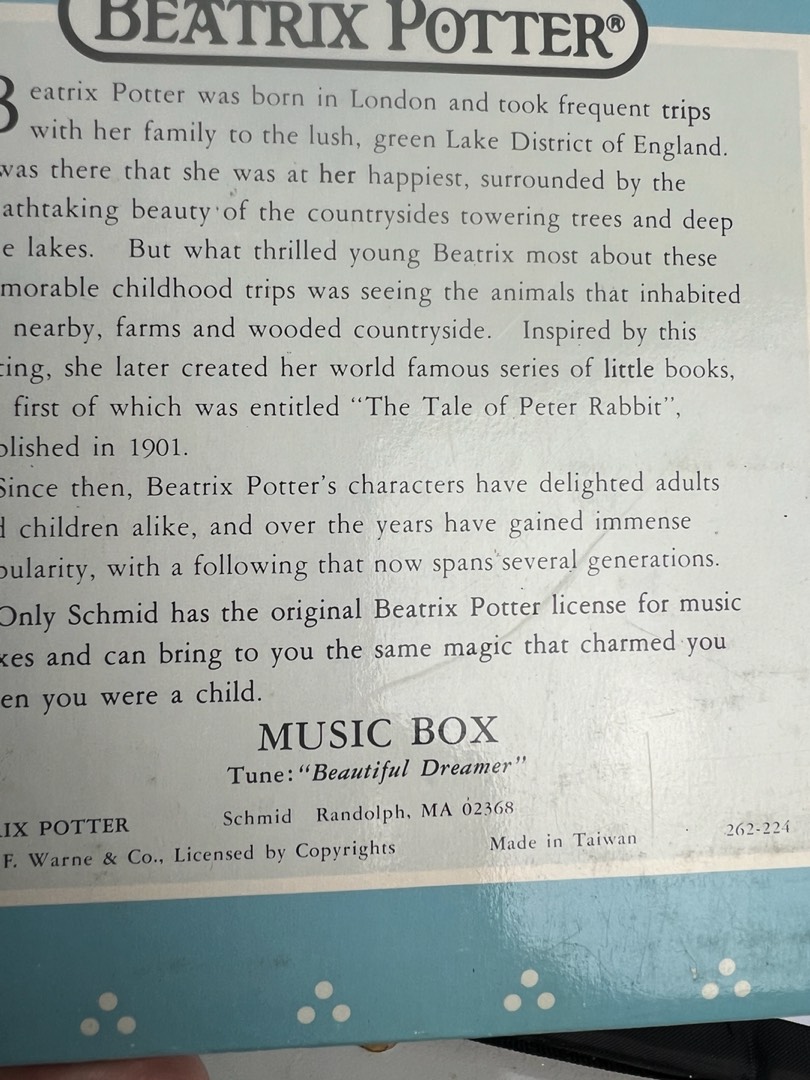 BEATRIX POTTER®
Beatrix Potter was born in London and took frequent trips
with her family to the lush, green Lake District of England.
was there that she was at her happiest, surrounded by the
athtaking beauty of the countrysides towering trees and deep
e lakes. But what thrilled young Beatrix most about these
morable childhood trips was seeing the animals that inhabited
nearby, farms and wooded countryside. Inspired by this
ting, she later created her world famous series of little books,
first of which was entitled “The Tale of Peter Rabbit”,
blished in 1901.
Since then, Beatrix Potter’s characters have delighted adults
d children alike, and over the years have gained immense
pularity, with a following that now spans several generations.
Only Schmid has the original Beatrix Potter license for music
xes and can bring to you the same magic that charmed you
en you were a child.
MUSIC BOX
Tune: “Beautiful Dreamer”
Schmid Randolph, MA 02368
IX POTTER
F. Warne & Co., Licensed by Copyrights
Made in Taiwan
262-224